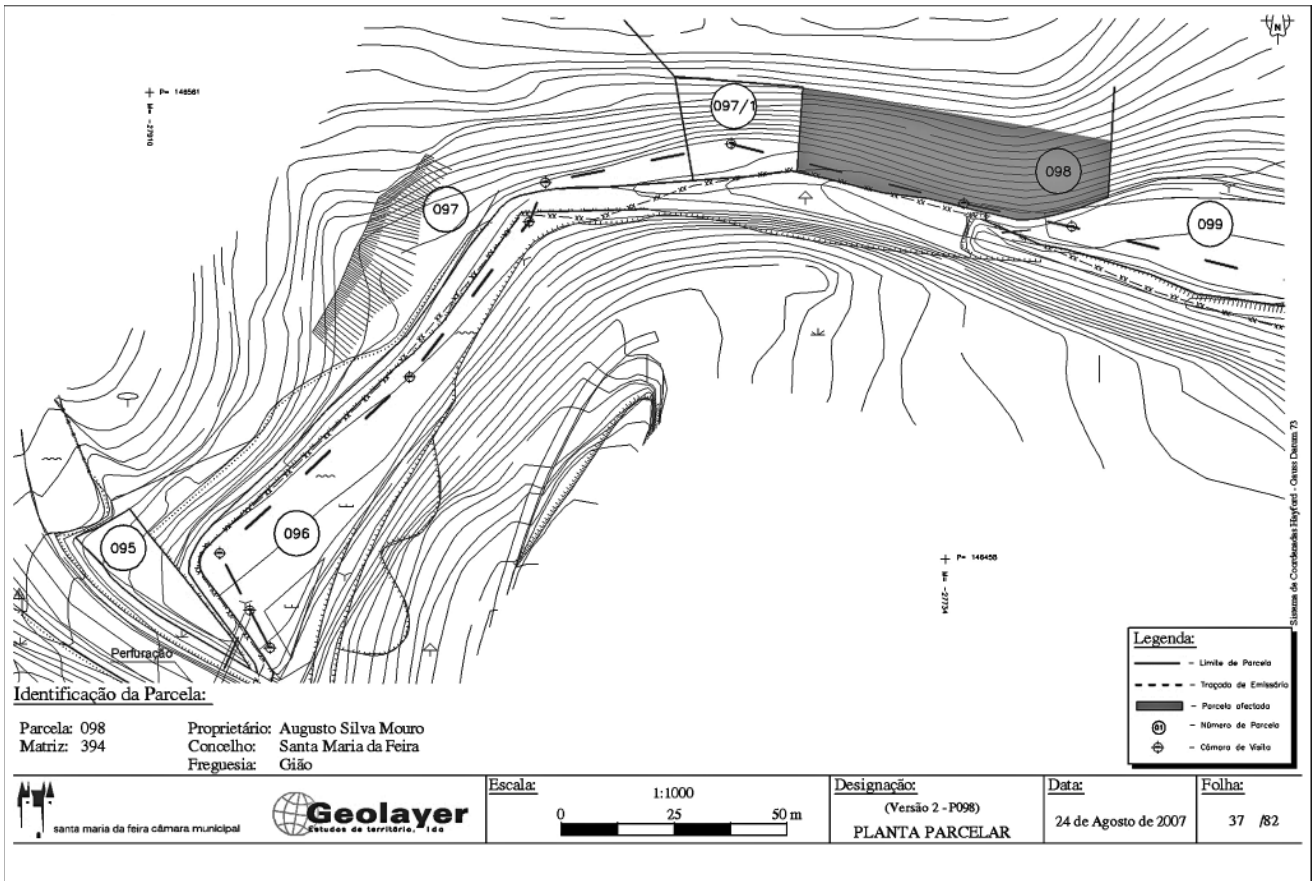 N
P= 146561
M= -27910
097/1
098
097
099
096
095
P= 146458
M= -27734
Perfuração
Sistema de Coordenadas Hayford - Gauss Datum 73
Legenda:
- Limite de Parcela
- Traçado de Emissário
- Parcela afectada
01 - Número de Parcela
- Câmara de Visita
Identificação da Parcela:
Parcela: 098 Proprietário: Augusto Silva Mouro
Matriz: 394 Concelho: Santa Maria da Feira
Freguesia: Gião
santa maria da feira câmara municipal
Geolayer
Estudos de território, lda
Escala:
1:1000
0 25 50 m
Designação:
(Versão 2 - P098)
PLANTA PARCELAR
Data:
24 de Agosto de 2007
Folha:
37 /82